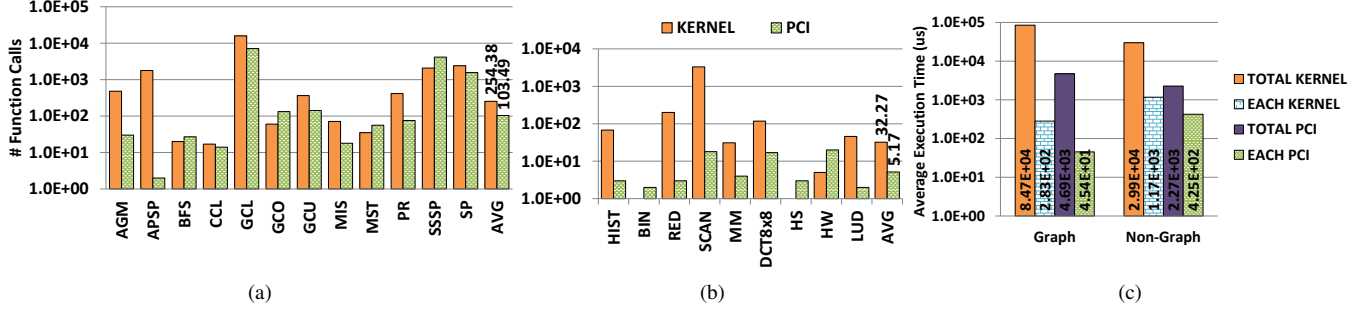 (a)
# Function Calls
1.0E+05
1.0E+04
1.0E+03
1.0E+02
1.0E+01
1.0E+00
254.38
103.49
AGM
APSP
BFS
CCL
GCL
GCO
GCU
MIS
MST
PR
SSSP
SP
AVG
(a)
(b)
KERNEL
PCI
1.0E+04
1.0E+02
1.0E+01
1.0E+00
32.27
5.17
HIST
BIN
RED
SCAN
MM
DCT8x8
HS
HW
LUD
AVG
(b)
(c)
Average Execution Time (us)
1.0E+05
1.0E+04
1.0E+03
1.0E+02
1.0E+01
1.0E+00
8.47E+04
2.83E+02
4.69E+03
4.54E+01
2.99E+04
1.17E+03
2.27E+03
4.25E+02
Graph
Non-Graph
TOTAL KERNEL
EACH KERNEL
TOTAL PCI
EACH PCI
(c)